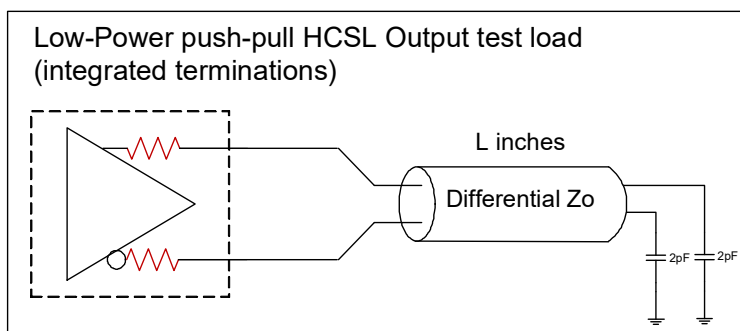 Low-Power push-pull HCSL Output test load
(integrated terminations)
L inches
Differential Zo
2pF
2pF